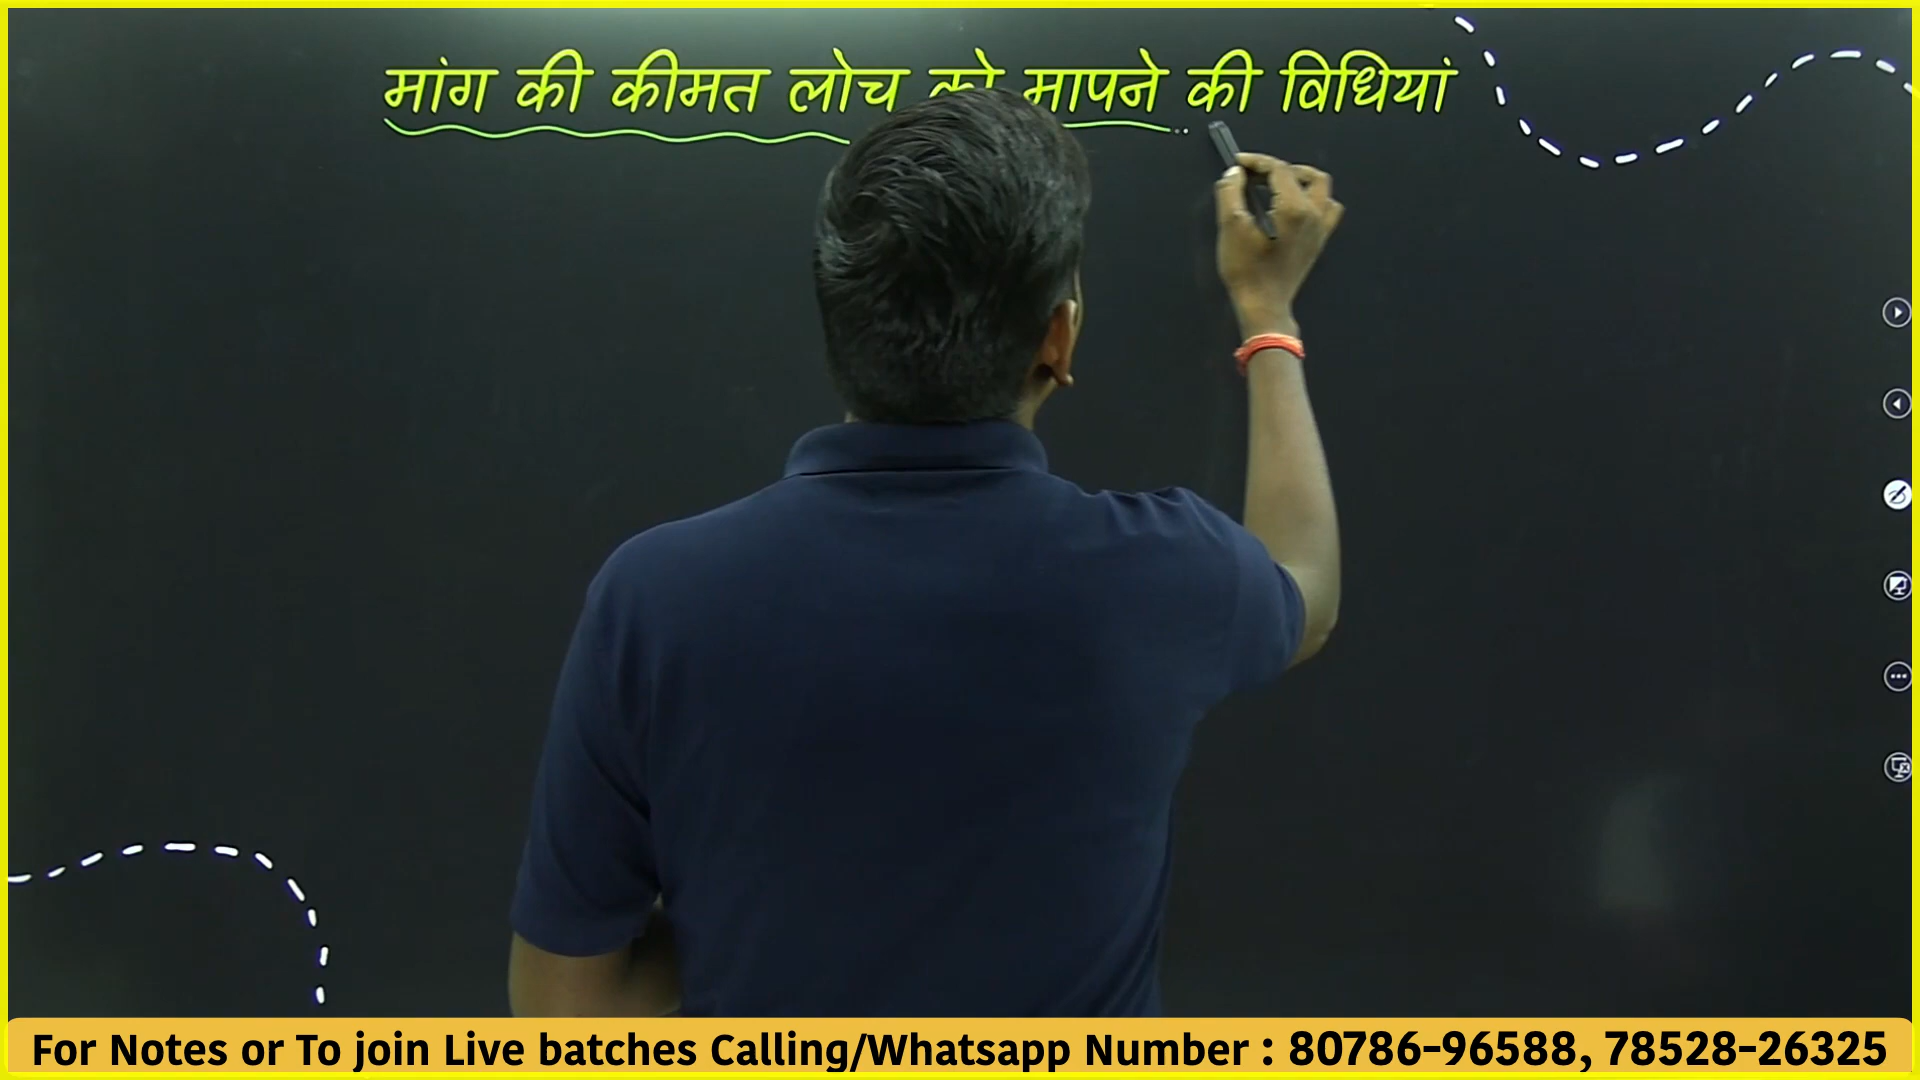 मांग की कीमत लोच को मापने की विधियां
For Notes or To join Live batches Calling/Whatsapp Number : 80786-96588, 78528-26325